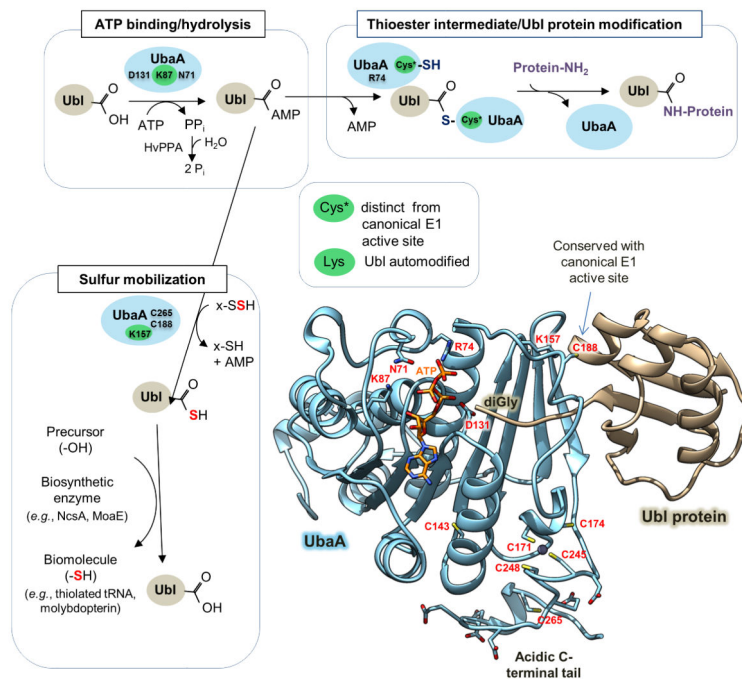 ATP binding/hydrolysis
UbaA
D131 K87 N71
Ubl
O
OH
ATP
PPi
HvPPA
H2O
2 Pi
Ubl
O
AMP
Thioester intermediate/Ubl protein modification
UbaA Cys* -SH
R74
AMP
Ubl
O
S- Cys* UbaA
Protein-NH2
UbaA
Ubl
O
NH-Protein
Cys* distinct from
canonical E1
active site
Lys Ubl automodified
Sulfur mobilization
UbaA C265
C188
K157
x-SSH
x-SH
+ AMP
Ubl
O
SH
Precursor
(-OH)
Biosynthetic
enzyme
(e.g., NcsA, MoaE)
Biomolecule
(-SH)
(e.g., thiolated tRNA,
molybdopterin)
Ubl
O
OH
Conserved with
canonical E1
active site
R74
K157
C188
N71
ATP
K87
diGly
D131
UbaA
Ubl protein
C143
C174
C171
C245
C248
C265
Acidic C-
terminal tail